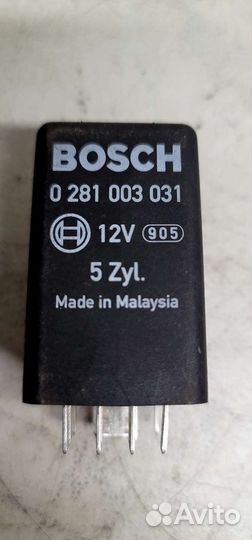 BOSCH
0 281 003 031
12V 905
5 Zyl.
Made in Malaysia
Avito